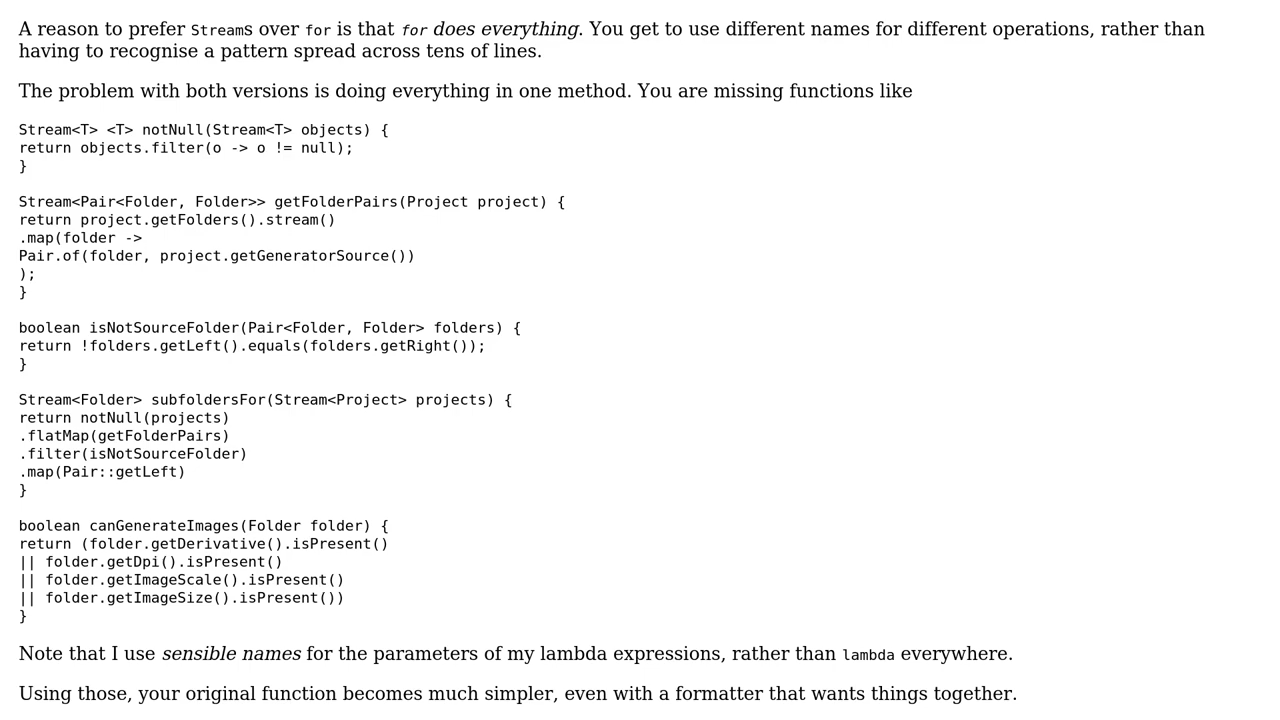 A reason to prefer Streams over for is that for does everything. You get to use different names for different operations, rather than
having to recognise a pattern spread across tens of lines.
The problem with both versions is doing everything in one method. You are missing functions like
Stream<T> <T> notNull(Stream<T> objects) {
return objects.filter(o -> o != null);
}
Stream<Pair<Folder, Folder>> getFolderPairs(Project project) {
return project.getFolders().stream()
.map(folder ->
Pair.of(folder, project.getGeneratorSource())
);
}
boolean isNotSourceFolder(Pair<Folder, Folder> folders) {
return !folders.getLeft().equals(folders.getRight());
}
Stream<Folder> subfoldersFor(Stream<Project> projects) {
return notNull(projects)
.flatMap(getFolderPairs)
.filter(isNotSourceFolder)
.map(Pair::getLeft)
}
boolean canGenerateImages(Folder folder) {
return (folder.getDerivative().isPresent()
|| folder.getDpi().isPresent()
|| folder.getImageScale().isPresent()
|| folder.getImageSize().isPresent())
}
Note that I use sensible names for the parameters of my lambda expressions, rather than lambda everywhere.
Using those, your original function becomes much simpler, even with a formatter that wants things together.